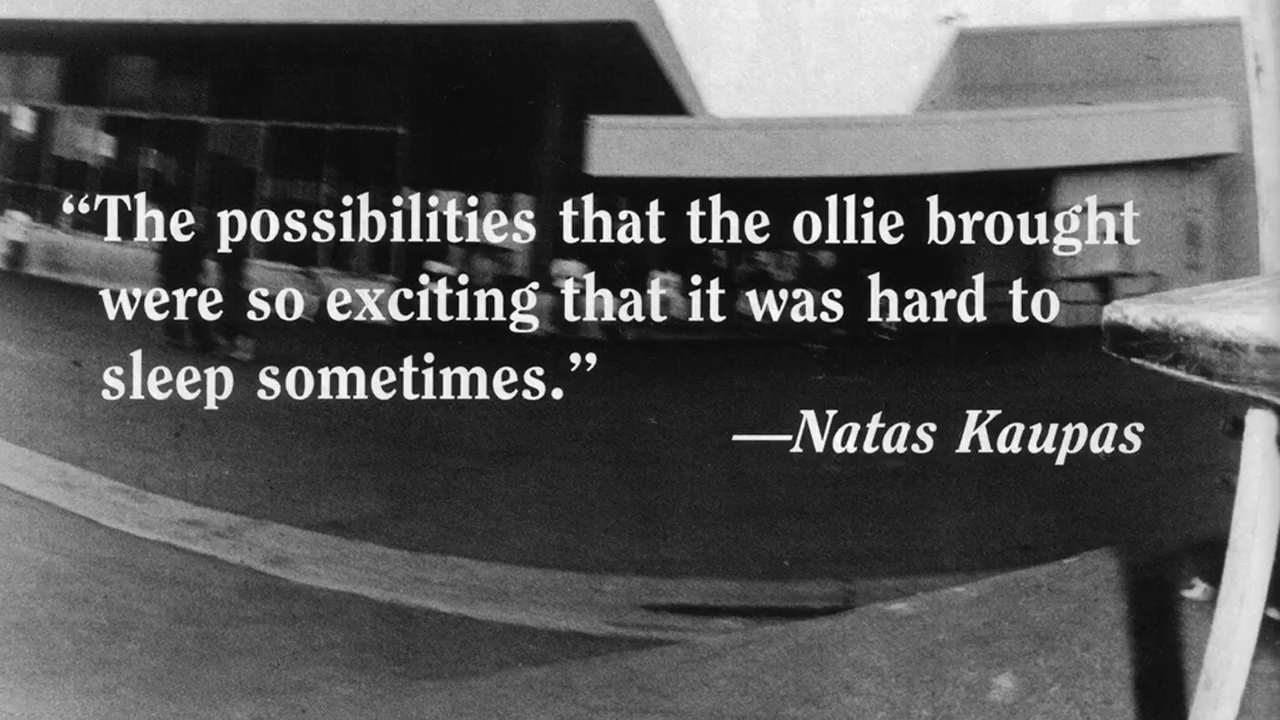 “The possibilities that the ollie brought
were so exciting that it was hard to
sleep sometimes.”
—Natas Kaupas